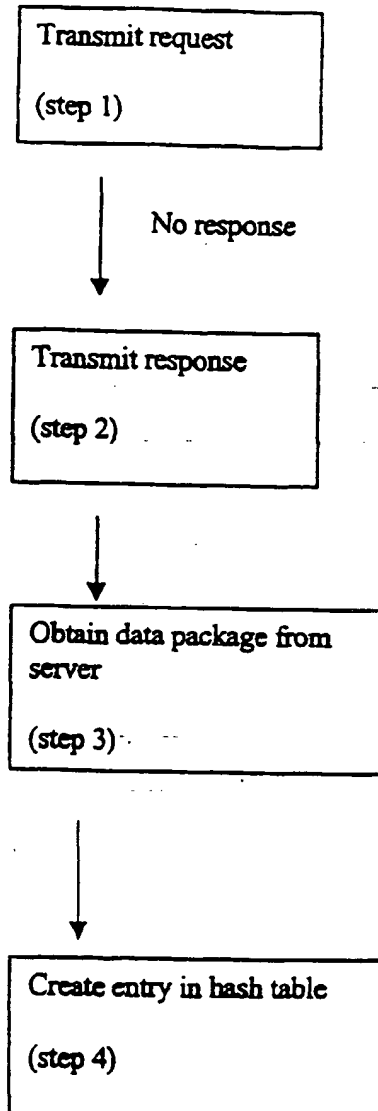 Transmit request
(step 1)
No response
Transmit response
(step 2)
Obtain data package from
server
(step 3)
Create entry in hash table
(step 4)